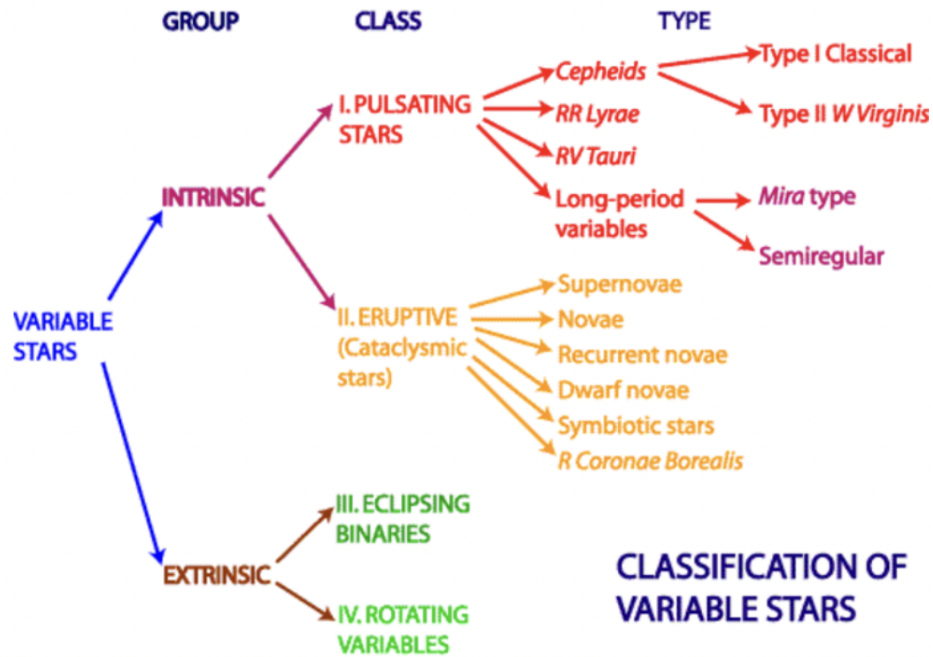 GROUP
CLASS
TYPE
VARIABLE
STARS
INTRINSIC
I. PULSATING
STARS
Cepheids
Type I Classical
Type II W Virginis
RR Lyrae
RV Tauri
Long-period
variables
Mira type
Semiregular
II. ERUPTIVE
(Cataclysmic
stars)
Supernovae
Novae
Recurrent novae
Dwarf novae
Symbiotic stars
R Coronae Borealis
EXTRINSIC
III. ECLIPSING
BINARIES
IV. ROTATING
VARIABLES
CLASSIFICATION OF
VARIABLE STARS